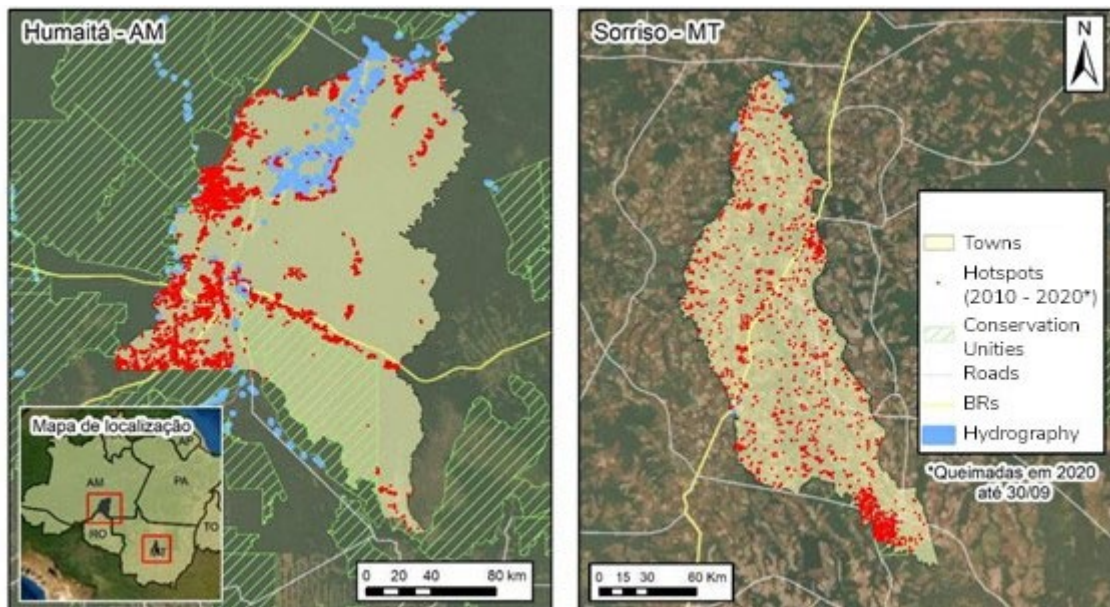 Humaitá - AM
Sorriso - MT
N
Towns
Hotspots
(2010 - 2020*)
Conservation
Unities
Roads
BRs
Hydrography
*Queimadas em 2020
até 30/09
Mapa de localização
AP
AM
PA
TO
RO
MT
0 20 40 80 Km
0 15 30 60 Km